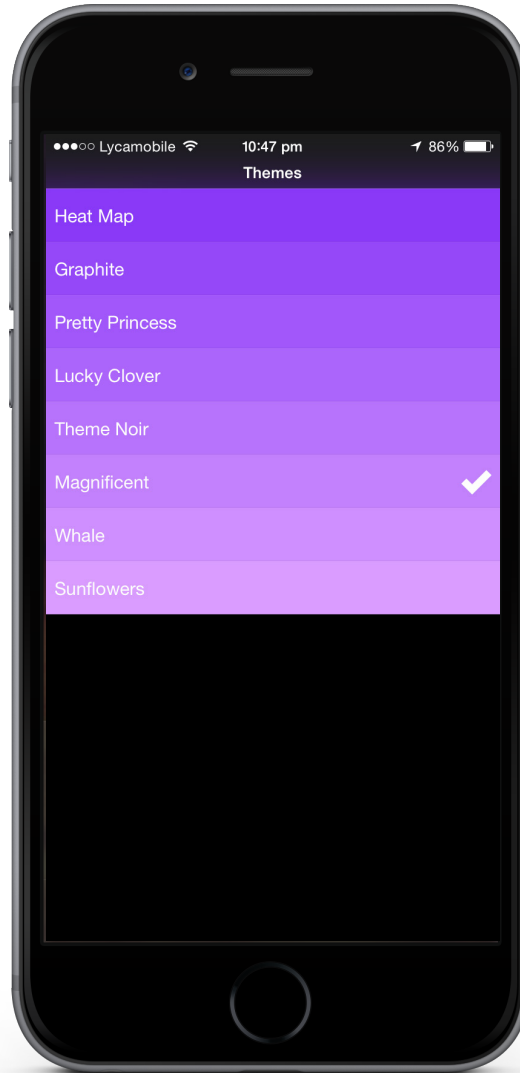 Lycamobile 10:47 pm 86%
Themes
Heat Map
Graphite
Pretty Princess
Lucky Clover
Theme Noir
Magnificent
Whale
Sunflowers